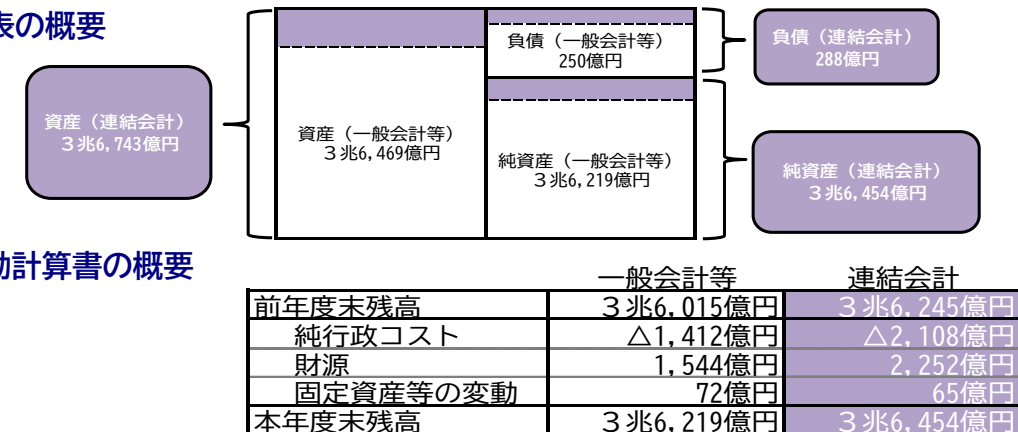 表の概要
資産（連結会計）
３兆6,743億円
資産（一般会計等）
３兆6,469億円
負債（一般会計等）
250億円
純資産（一般会計等）
３兆6,219億円
負債（連結会計）
288億円
純資産（連結会計）
３兆6,454億円
動計算書の概要
一般会計等 連結会計
前年度末残高 ３兆6,015億円 ３兆6,245億円
純行政コスト △1,412億円 △2,108億円
財源 1,544億円 2,252億円
固定資産等の変動 72億円 65億円
本年度末残高 ３兆6,219億円 ３兆6,454億円